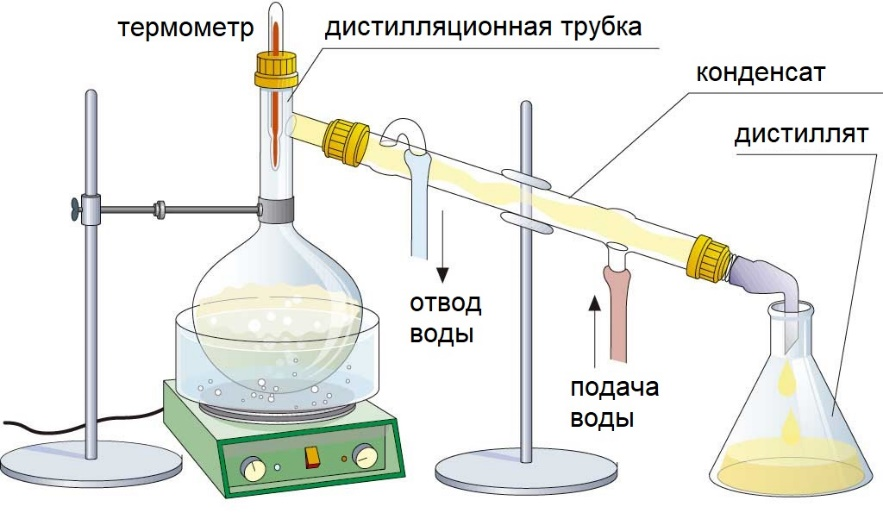 термометр
дистилляционная трубка
конденсат
дистиллят
отвод
воды
подача
воды